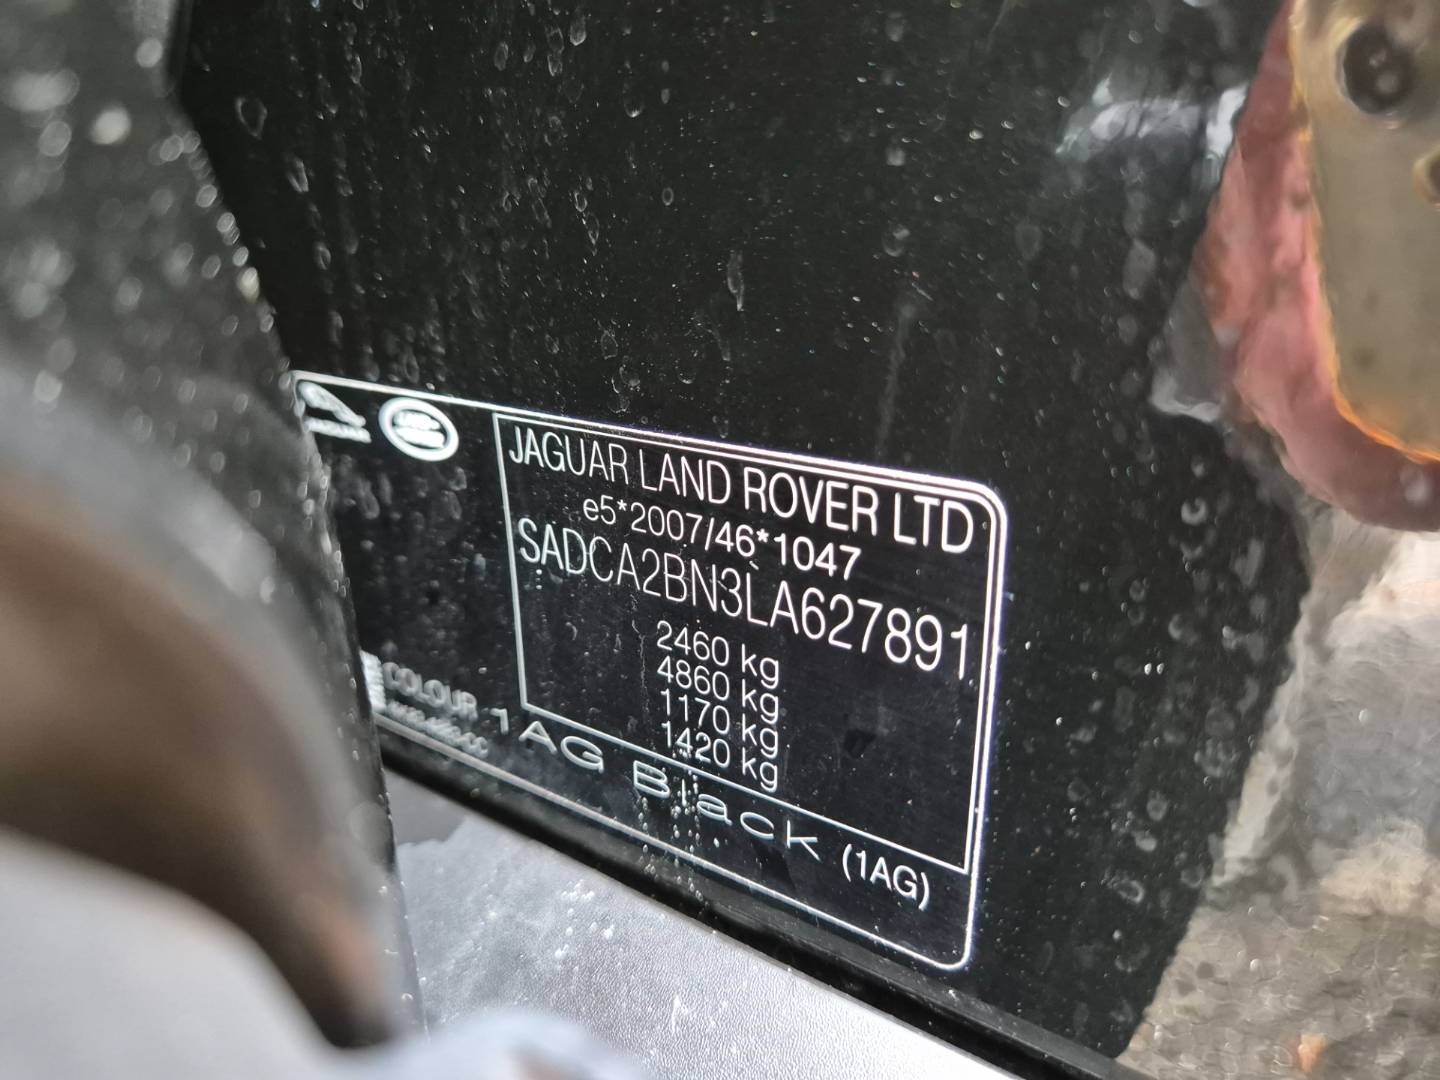 JAGUAR
JAGUAR LAND ROVER LTD
e5*2007/46*1047
SADCA2BN3LA627891
2460 kg
4860 kg
1170 kg
1420 kg
COLOUR 1AG Black (1AG)